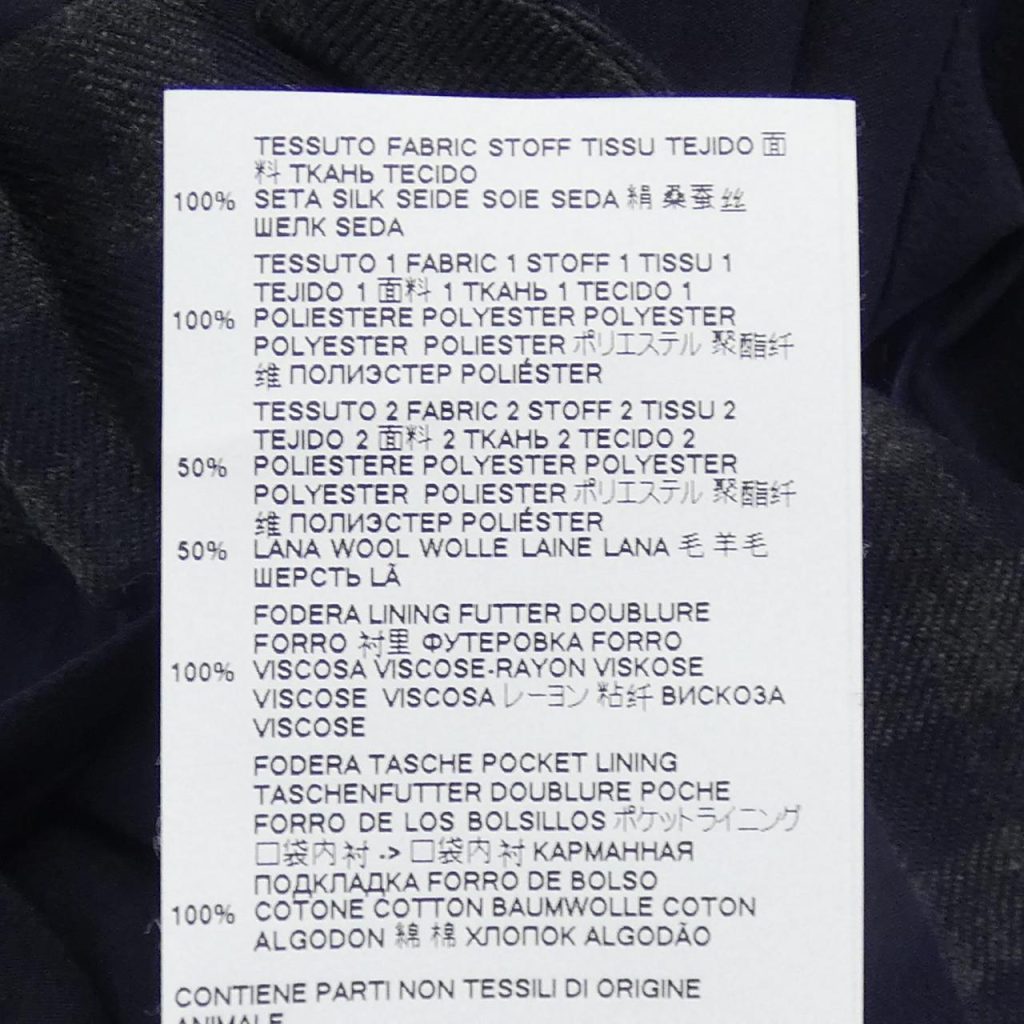 TESSUTO FABRIC STOFF TISSU TEJIDO 面
料 ТКАНЬ TECIDO
100% SETA SILK SEIDE SOIE SEDA 絹 桑蚕丝
ШЕЛК SEDA
TESSUTO 1 FABRIC 1 STOFF 1 TISSU 1
TEJIDO 1 面料 1 ТКАНЬ 1 TECIDO 1
100% POLIESTERE POLYESTER POLYESTER
POLYESTER POLIESTER ポリエステル 聚酯纤
维 ПОЛИЭСТЕР POLIÉSTER
TESSUTO 2 FABRIC 2 STOFF 2 TISSU 2
TEJIDO 2 面料 2 ТКАНЬ 2 TECIDO 2
50% POLIESTERE POLYESTER POLYESTER
POLYESTER POLIESTER ポリエステル 聚酯纤
维 ПОЛИЭСТЕР POLIÉSTER
50% LANA WOOL WOLLE LAINE LANA 毛 羊毛
ШЕРСТЬ LÃ
FODERA LINING FUTTER DOUBLURE
FORRO 衬里 ФУТЕРОВКА FORRO
100% VISCOSA VISCOSE-RAYON VISKOSE
VISCOSE VISCOSA レーヨン 粘纤 ВИСКОЗА
VISCOSE
FODERA TASCHE POCKET LINING
TASCHENFUTTER DOUBLURE POCHE
FORRO DE LOS BOLSILLOS ポケットライニング
口袋内衬 -> 口袋内衬 КАРМАННАЯ
ПОДКЛАДКА FORRO DE BOLSO
100% COTONE COTTON BAUMWOLLE COTON
ALGODON 綿 棉 ХЛОПОК ALGODÃO
CONTIENE PARTI NON TESSILI DI ORIGINE
ANIMALE